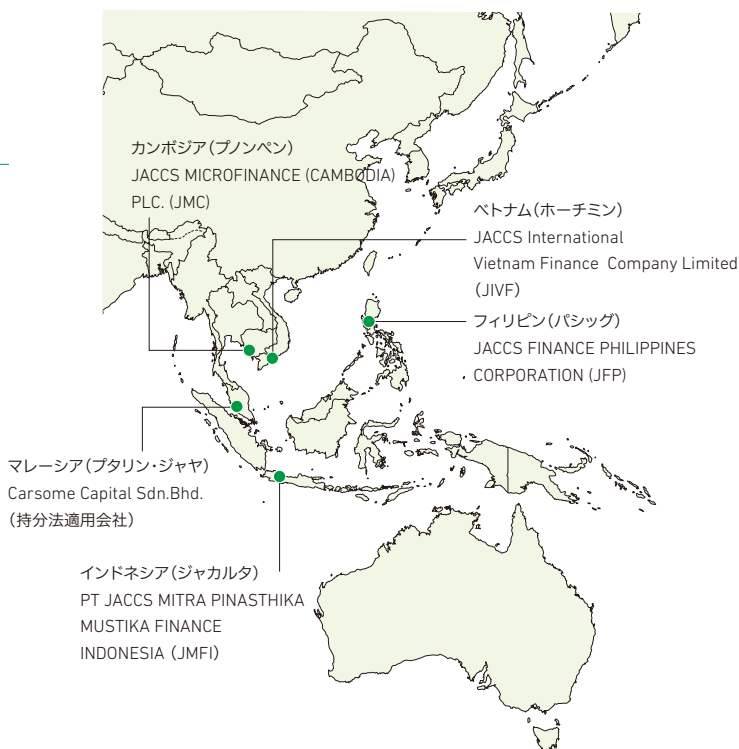 カンボジア（プノンペン）
JACCS MICROFINANCE (CAMBODIA)
PLC. (JMC)
ベトナム（ホーチミン）
JACCS International
Vietnam Finance Company Limited
（JIVF）
フィリピン（パシッグ）
JACCS FINANCE PHILIPPINES
CORPORATION (JFP)
マレーシア（プタリン・ジャヤ）
Carsome Capital Sdn.Bhd.
（持分法適用会社）
インドネシア（ジャカルタ）
PT JACCS MITRA PINASTHIKA
MUSTIKA FINANCE
INDONESIA（JMFI）